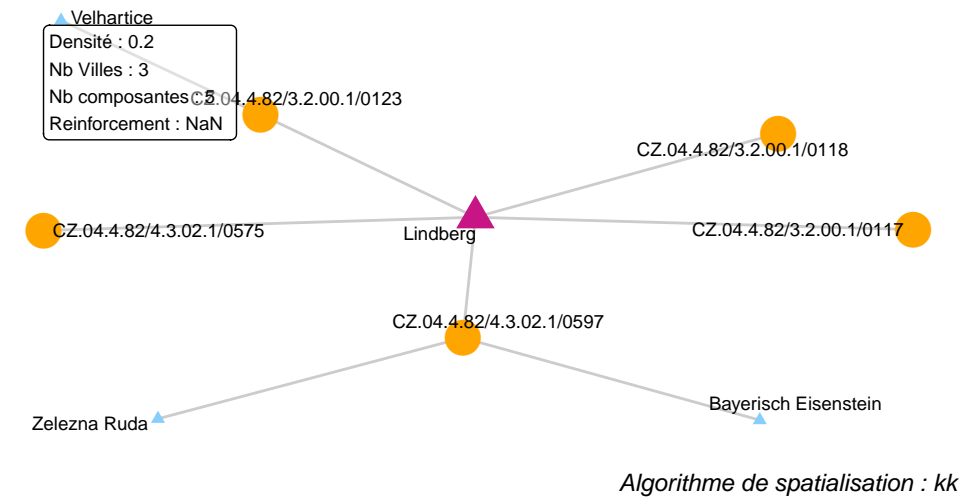 Velhartice
Densité : 0.2
Nb Villes : 3
Nb composantes : 5
Reinforcement : NaN
CZ.04.4.82/3.2.00.1/0123
CZ.04.4.82/3.2.00.1/0118
CZ.04.4.82/4.3.02.1/0575
Lindberg
CZ.04.4.82/3.2.00.1/0117
CZ.04.4.82/4.3.02.1/0597
Zelezna Ruda
Bayerisch Eisenstein
Algorithme de spatialisation : kk